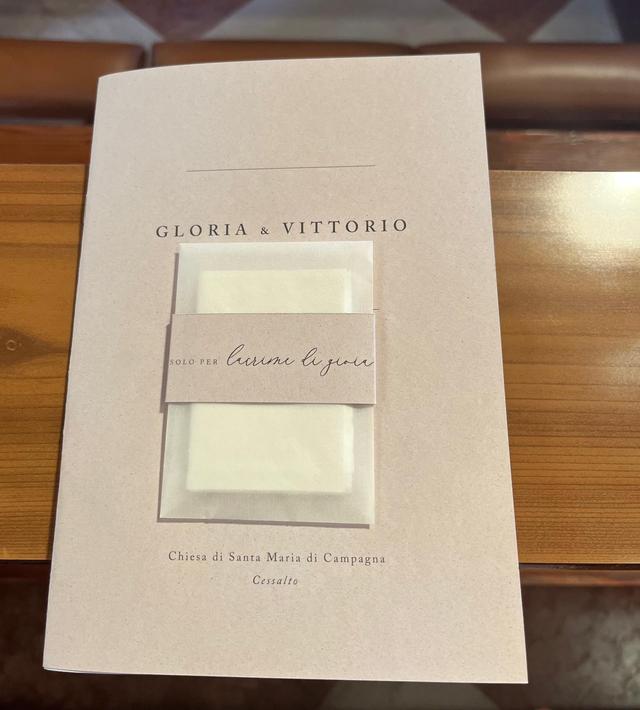 GLORIA & VITTORIO
SOLO PER lacrime di gioia
Chiesa di Santa Maria di Campagna
Cessalto